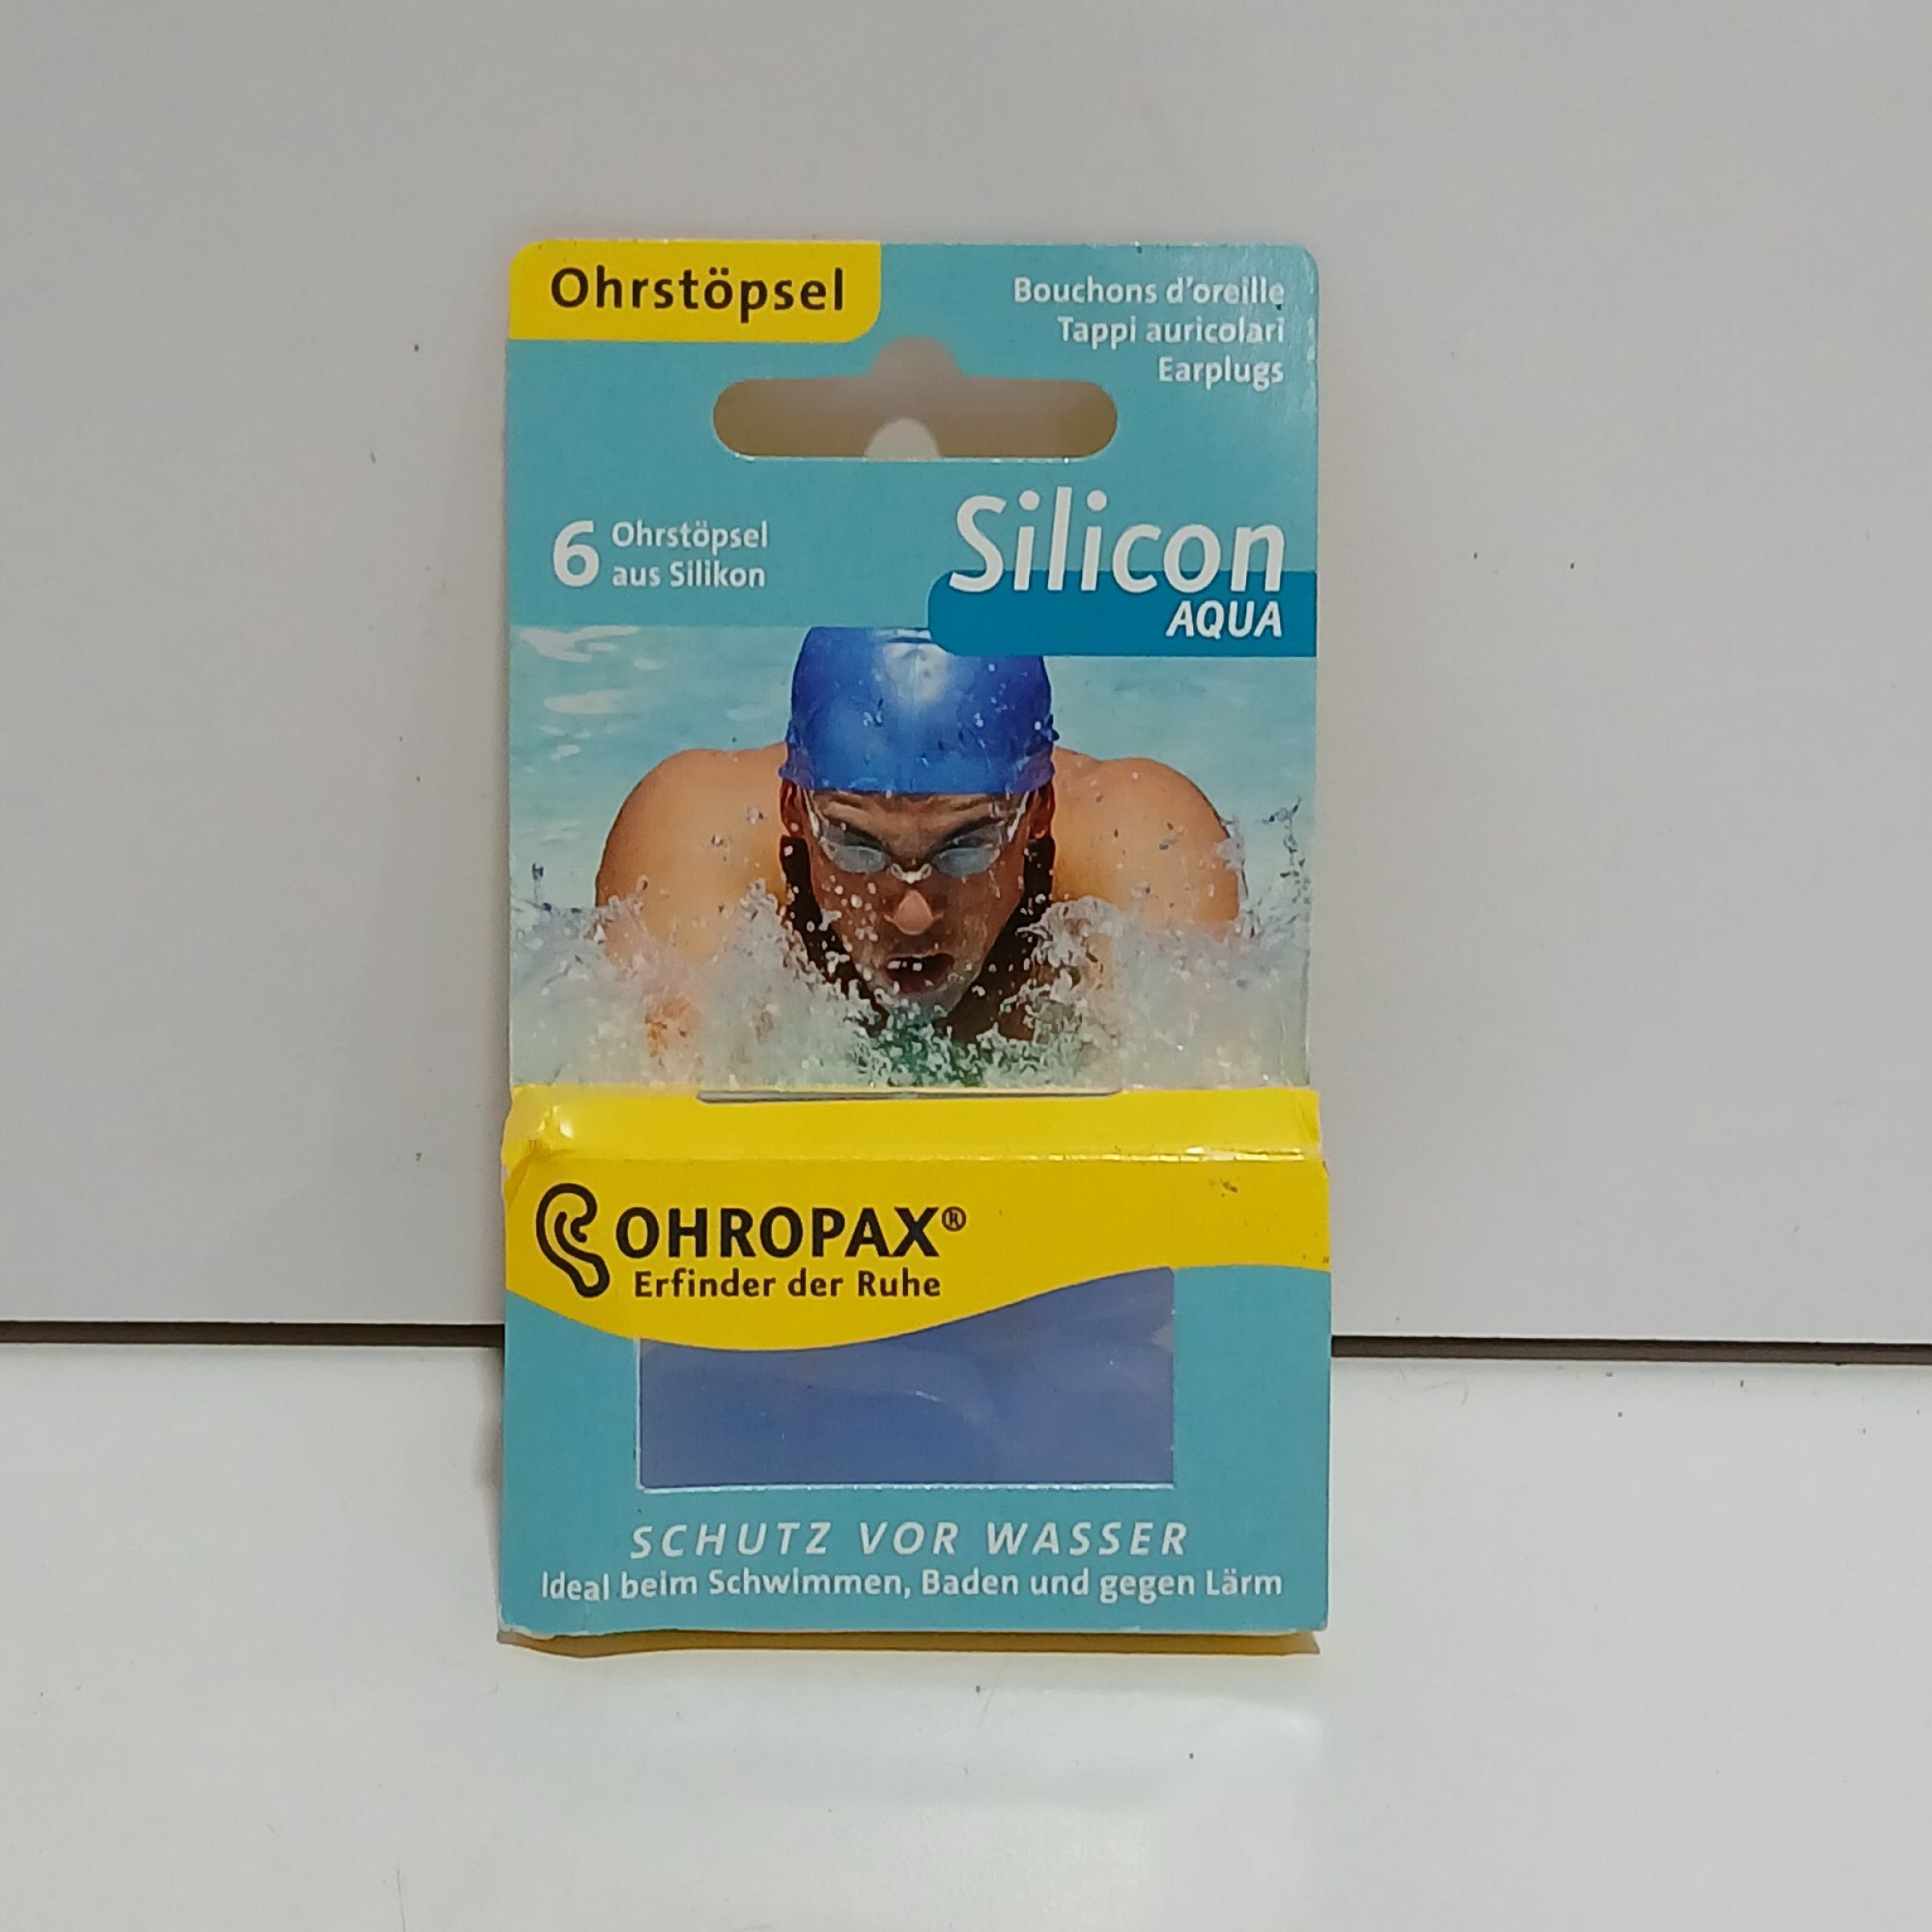 Ohrstöpsel
Bouchons d'oreille
Tappi auricolari
Earplugs
6 Ohrstöpsel
aus Silikon
Silicon
AQUA
OHROPAX®
Erfinder der Ruhe
SCHUTZ VOR WASSER
Ideal beim Schwimmen, Baden und gegen Lärm